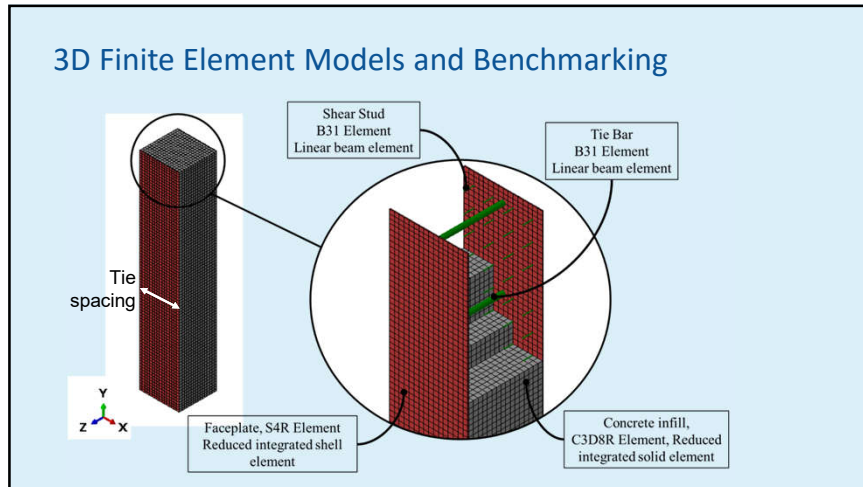 3D Finite Element Models and Benchmarking
Shear Stud
B31 Element
Linear beam element
Tie Bar
B31 Element
Linear beam element
Tie
spacing
Y
Z
X
Faceplate, S4R Element
Reduced integrated shell
element
Concrete infill,
C3D8R Element, Reduced
integrated solid element